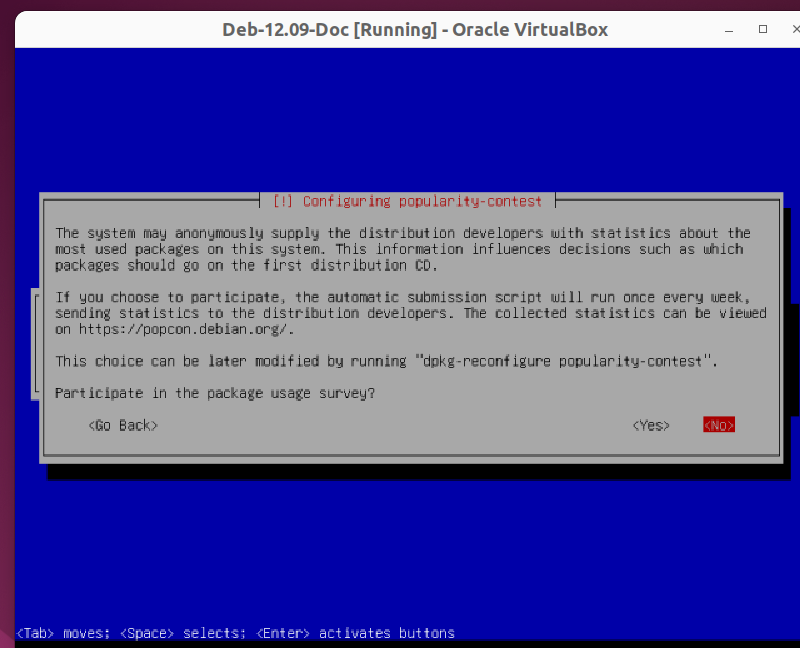 Deb-12.09-Doc [Running] - Oracle VirtualBox
[!] Configuring popularity-contest
The system may anonymously supply the distribution developers with statistics about the
most used packages on this system. This information influences decisions such as which
packages should go on the first distribution CD.
If you choose to participate, the automatic submission script will run once every week,
sending statistics to the distribution developers. The collected statistics can be viewed
on https://popcon.debian.org/.
This choice can be later modified by running "dpkg-reconfigure popularity-contest".
Participate in the package usage survey?
<Go Back> <Yes> <No>
<Tab> moves; <Space> selects; <Enter> activates buttons